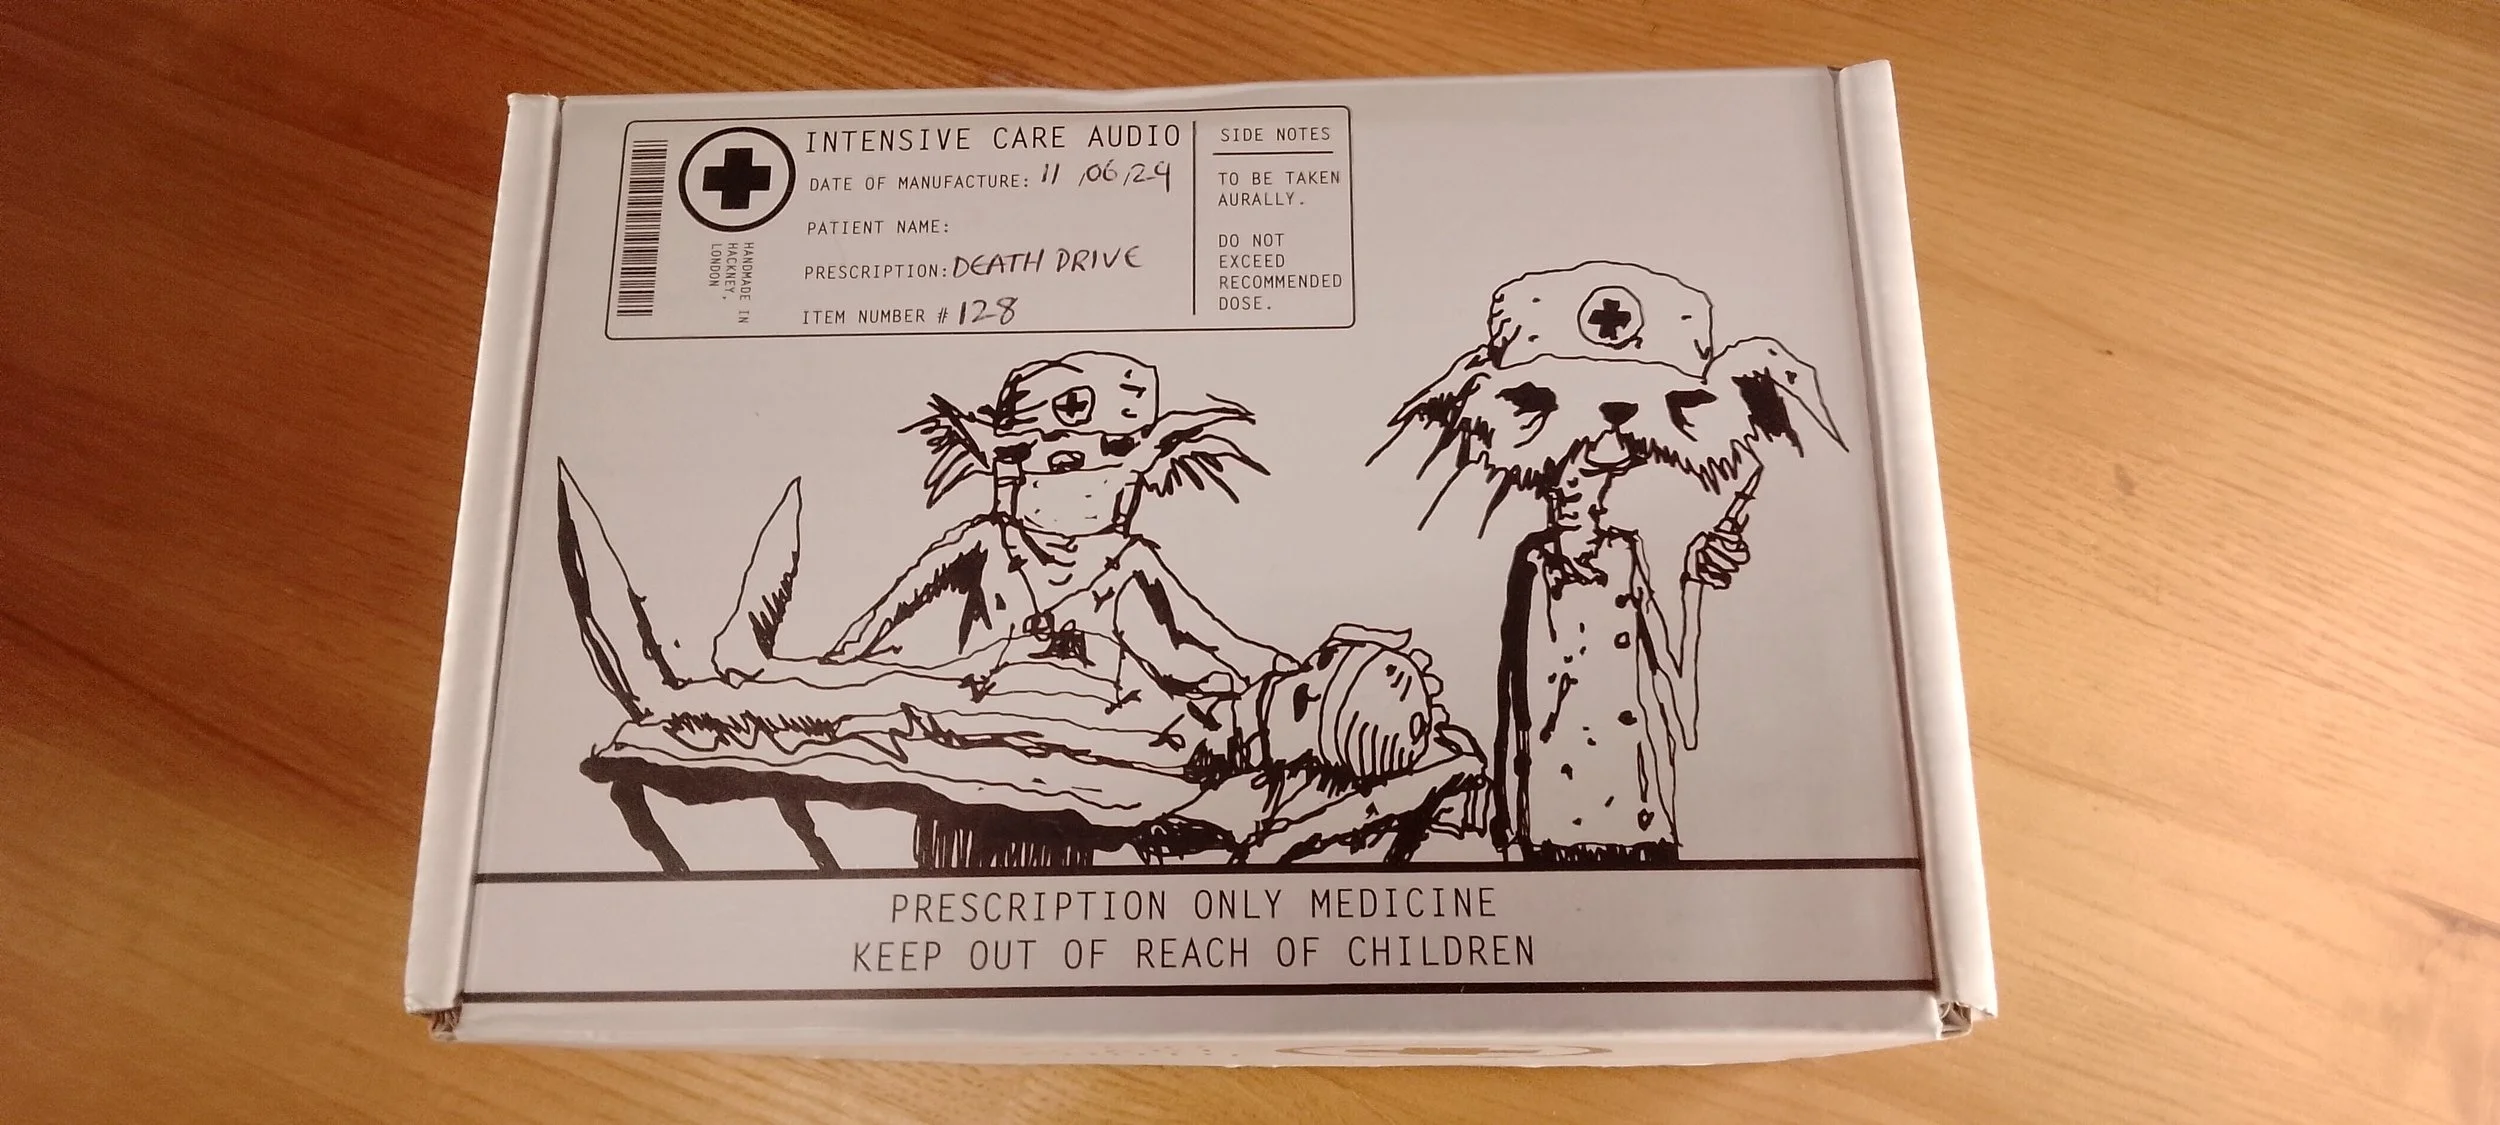 INTENSIVE CARE AUDIO
DATE OF MANUFACTURE: 11 ,06,24
PATIENT NAME:
PRESCRIPTION: DEATH DRIVE
ITEM NUMBER # 128
HANDMADE IN
HACKNEY,
LONDON
SIDE NOTES
TO BE TAKEN
AURALLY.
DO NOT
EXCEED
RECOMMENDED
DOSE.
PRESCRIPTION ONLY MEDICINE
KEEP OUT OF REACH OF CHILDREN